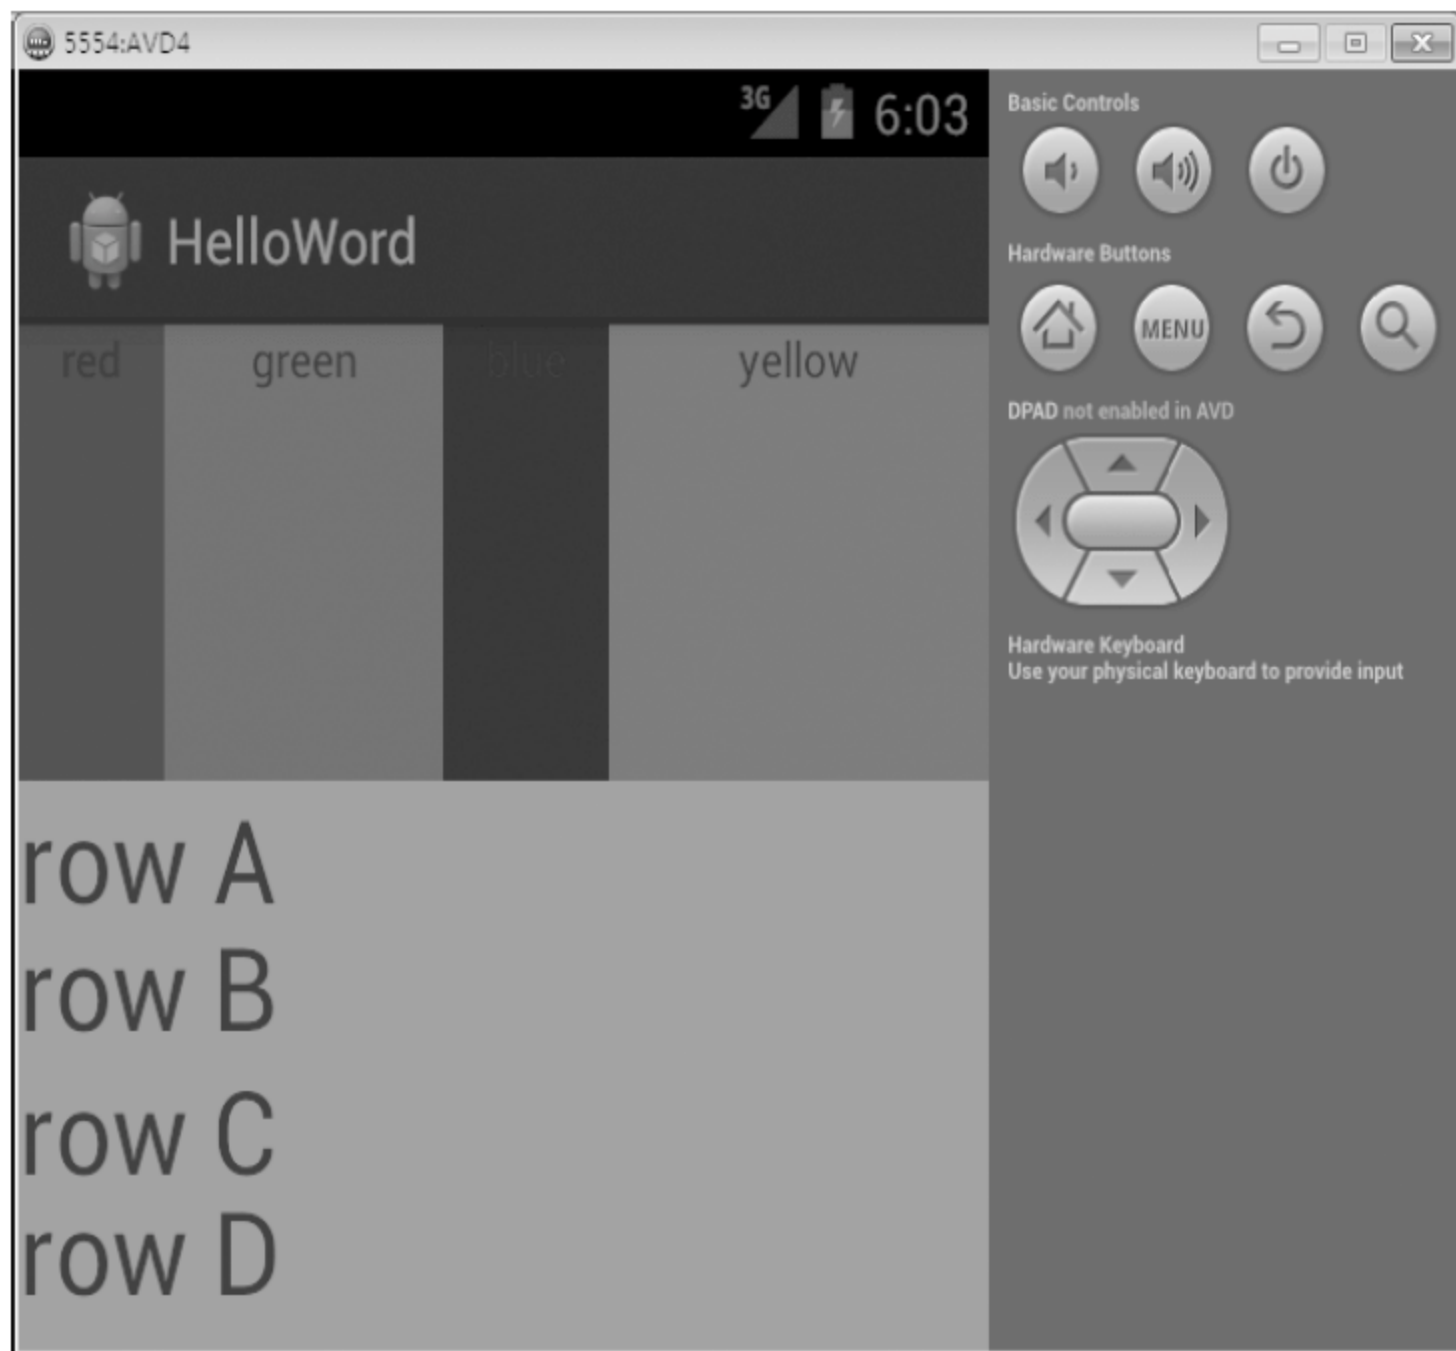 5554:AVD4
3G 6:03
HelloWord
red green blue yellow
row A
row B
row C
row D
Basic Controls
Hardware Buttons
MENU
DPAD not enabled in AVD
Hardware Keyboard
Use your physical keyboard to provide input